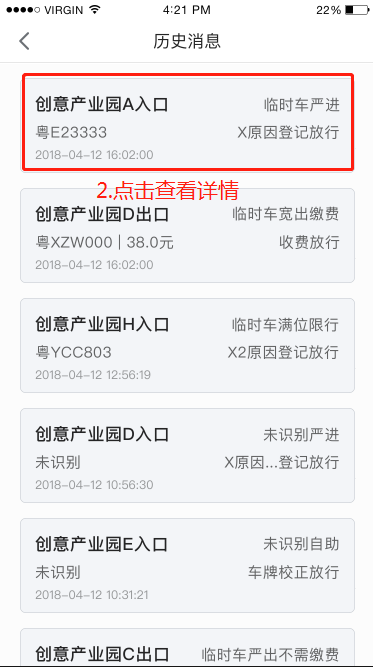 VIRGIN 4:21 PM 22%
历史消息
创意产业园A入口 临时车严进
粤E23333 X原因登记放行
2018-04-12 16:02:00
2.点击查看详情
创意产业园D出口 临时车宽出缴费
粤XZW000 | 38.0元 收费放行
2018-04-12 16:02:00
创意产业园H入口 临时车满位限行
粤YCC803 X2原因登记放行
2018-04-12 12:56:19
创意产业园D入口 未识别严进
未识别 X原因...登记放行
2018-04-12 10:56:30
创意产业园E入口 未识别自助
未识别 车牌校正放行
2018-04-12 10:31:21
创意产业园C出口 临时车严出不需缴费